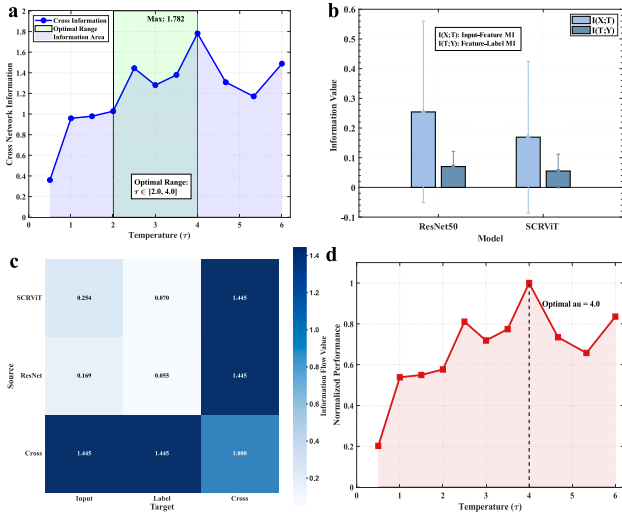 a
Max: 1.782
Cross Information
Optimal Range
Information Area
Cross Network Information
2
1.8
1.6
1.4
1.2
1
0.8
0.6
0.4
0.2
0
Optimal Range:
τ ∈ [2.0, 4.0]
0 1 2 3 4 5 6
Temperature (τ)
b
I(X;T): Input-Feature MI
I(T;Y): Feature-Label MI
I(X;T)
I(T;Y)
Information Value
0.6
0.5
0.4
0.3
0.2
0.1
0
-0.1
ResNet50 SCRViT
Model
c
Source
SCRViT 0.254 0.070 1.445
ResNet 0.169 0.055 1.445
Cross 1.445 1.445 1.000
Input Label Cross
Target
1.4
1.2
1.0
0.8
0.6
0.4
0.2
Information Flow Value
d
Normalized Performance
1
0.8
0.6
0.4
0.2
0
Optimal au = 4.0
0 1 2 3 4 5 6
Temperature (τ)